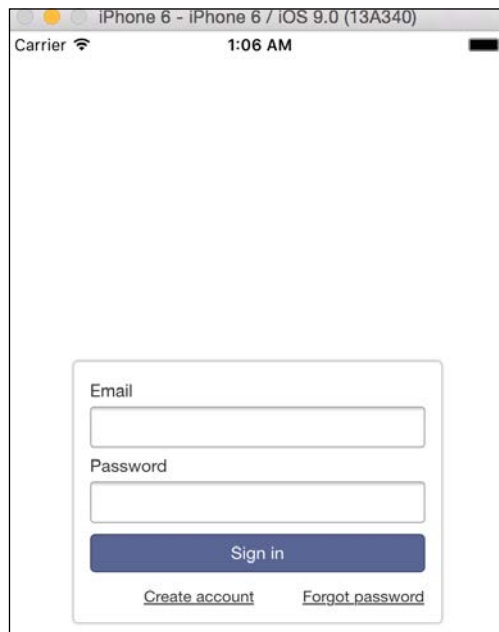 iPhone 6 - iPhone 6 / iOS 9.0 (13A340)
Carrier 1:06 AM
Email
Password
Sign in
Create account Forgot password